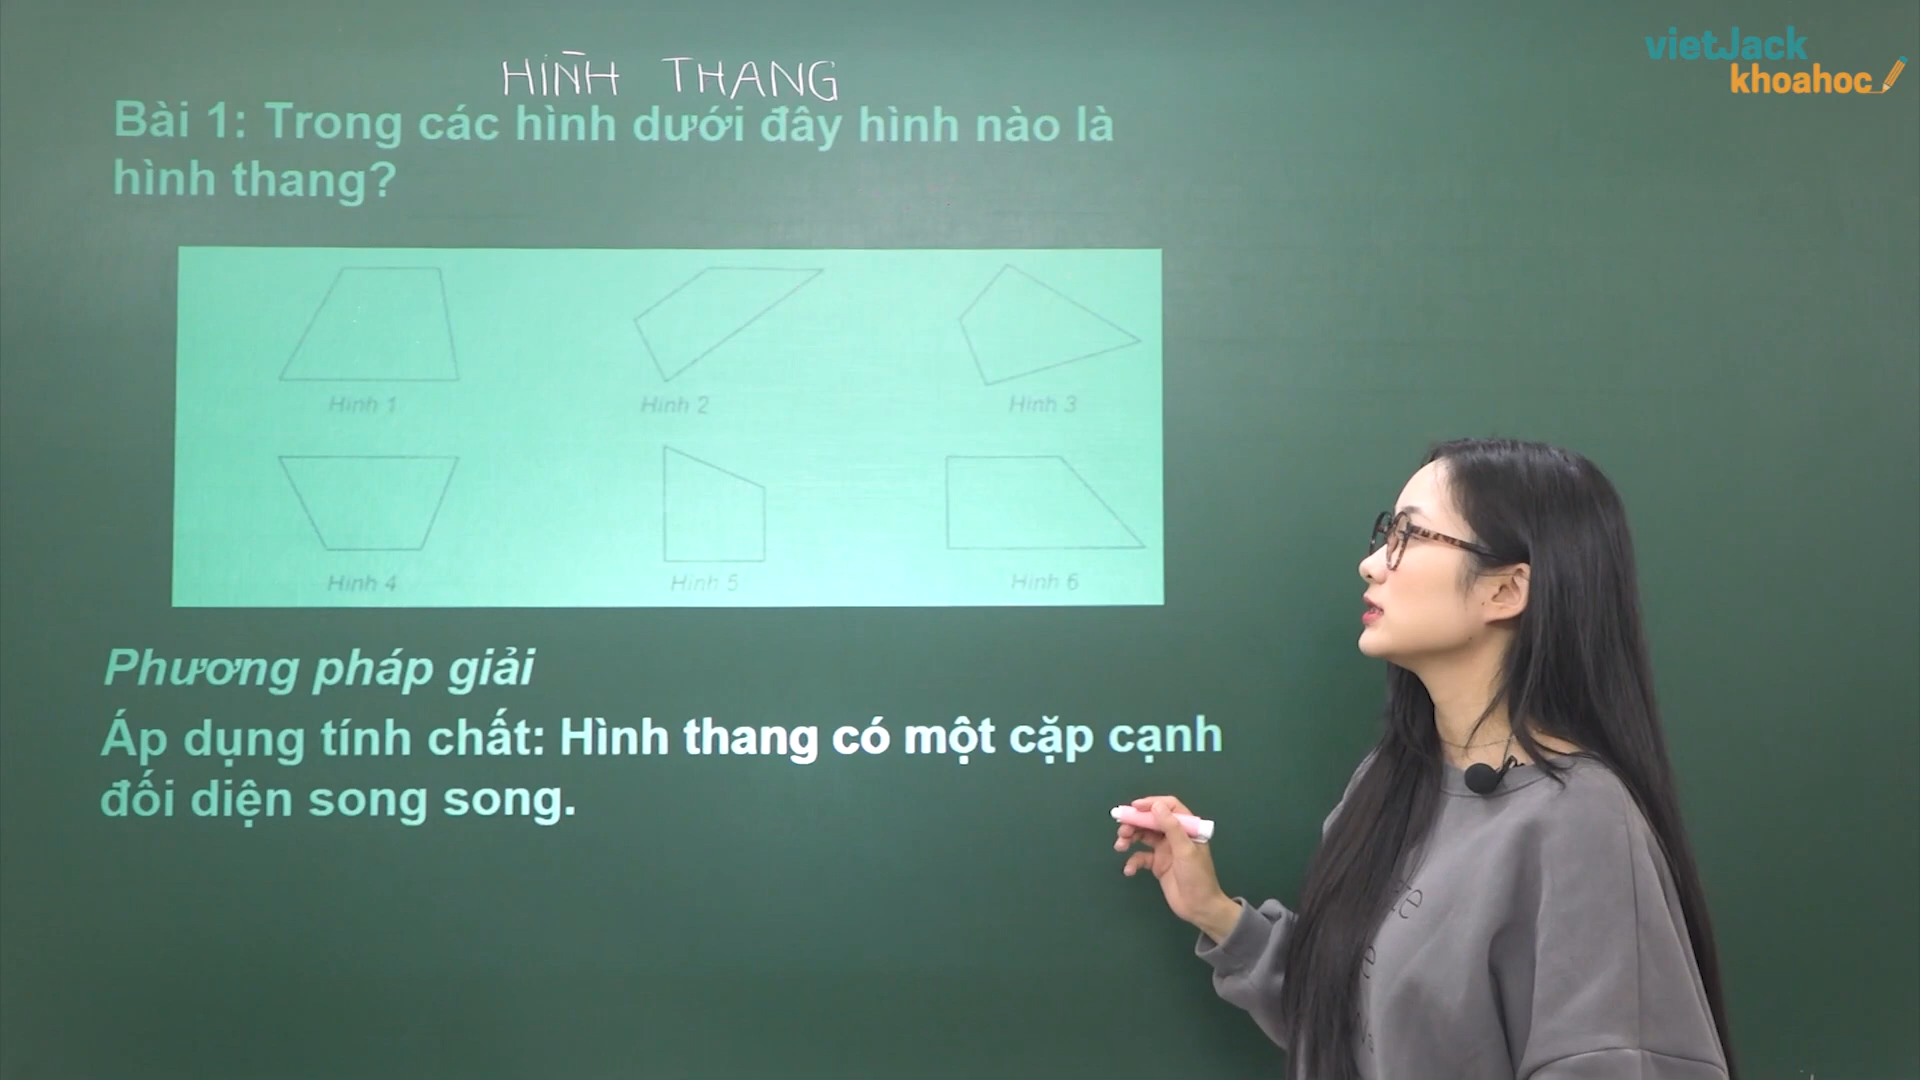 vietJack
khoahoc
HÌNH THANG
Bài 1: Trong các hình dưới đây hình nào là
hình thang?
Hình 1
Hình 2
Hình 3
Hình 4
Hình 5
Hình 6
Phương pháp giải
Áp dụng tính chất: Hình thang có một cặp cạnh
đối diện song song.